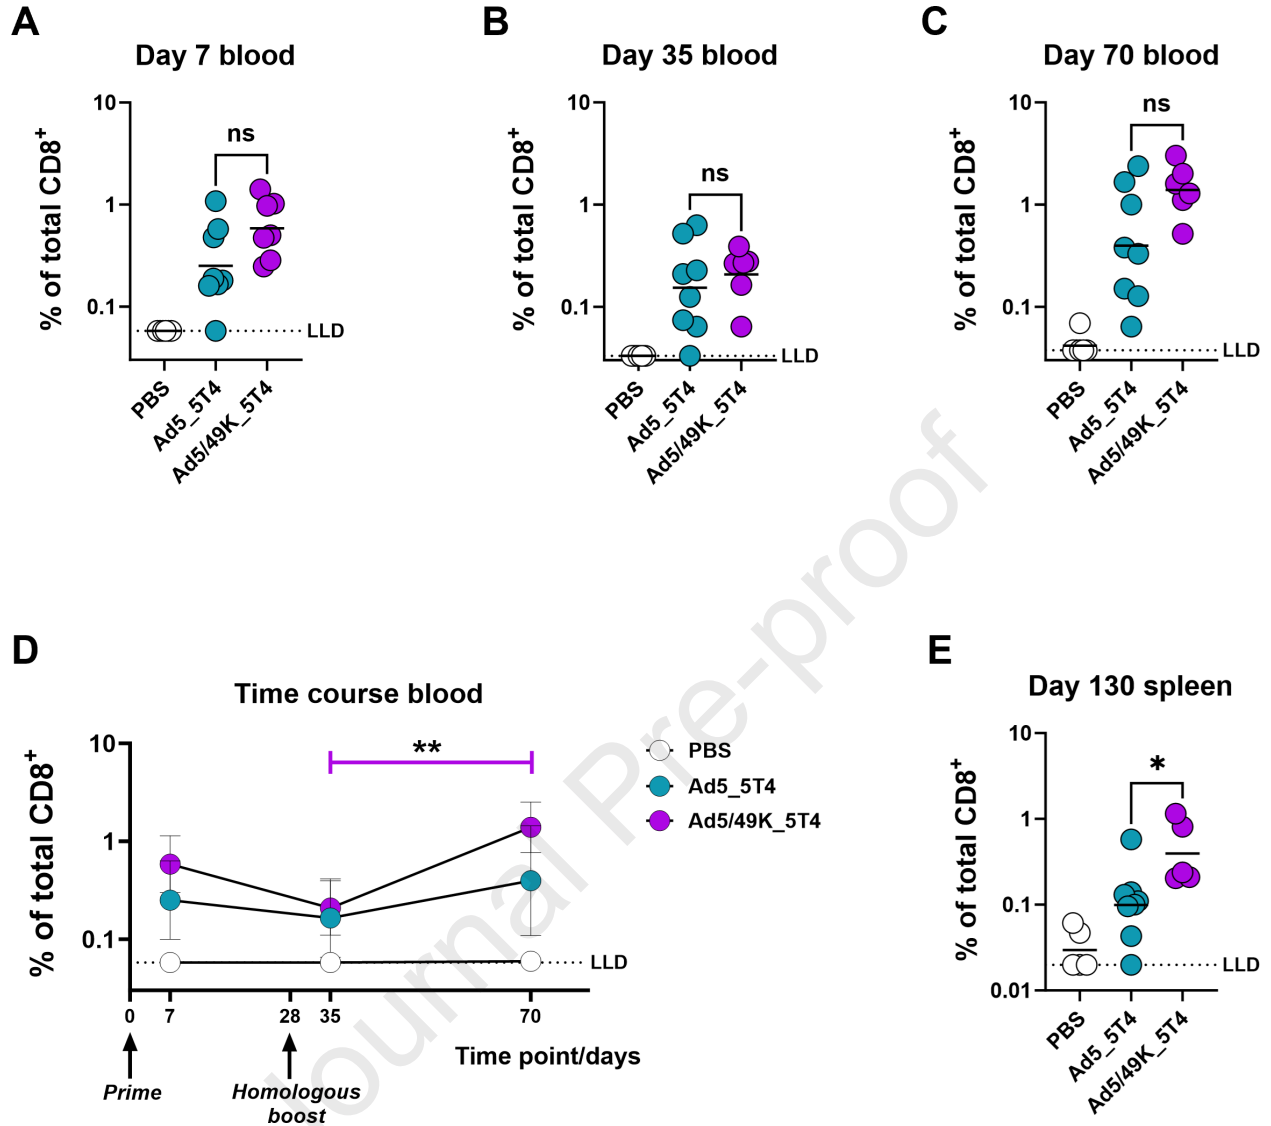 A
Day 7 blood
% of total CD8+
10
1
0.1
ns
LLD
PBS
Ad5_5T4
Ad5/49K_5T4
B
Day 35 blood
% of total CD8+
10
1
0.1
ns
LLD
PBS
Ad5_5T4
Ad5/49K_5T4
C
Day 70 blood
% of total CD8+
10
1
0.1
ns
LLD
PBS
Ad5_5T4
Ad5/49K_5T4
D
Time course blood
% of total CD8+
10
1
0.1
**
LLD
0 7 28 35 70
Time point/days
Prime
Homologous
boost
PBS
Ad5_5T4
Ad5/49K_5T4
E
Day 130 spleen
% of total CD8+
10
1
0.1
0.01
*
LLD
PBS
Ad5_5T4
Ad5/49K_5T4
Journal Pre-proof